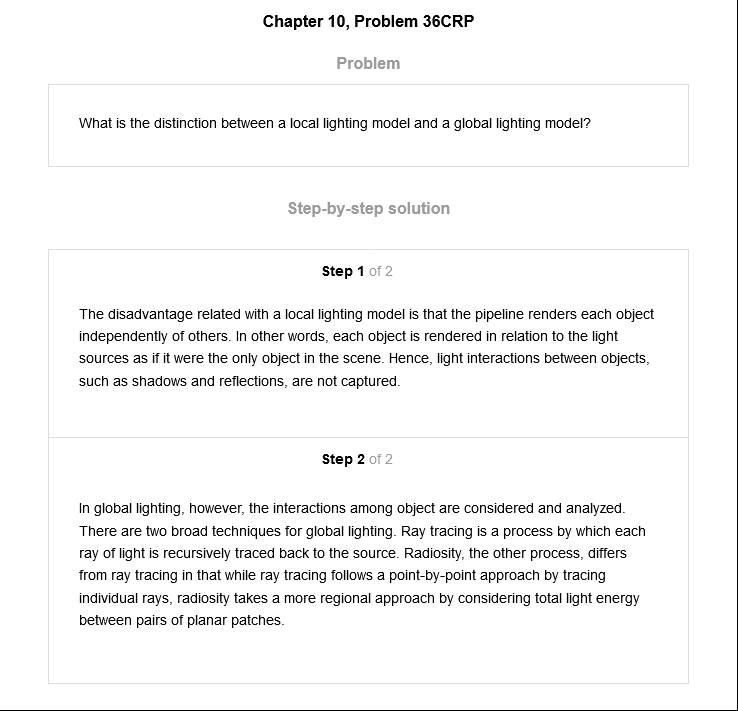 Chapter 10, Problem 36CRP
Problem
What is the distinction between a local lighting model and a global lighting model?
Step-by-step solution
Step 1 of 2
The disadvantage related with a local lighting model is that the pipeline renders each object
independently of others. In other words, each object is rendered in relation to the light
sources as if it were the only object in the scene. Hence, light interactions between objects,
such as shadows and reflections, are not captured.
Step 2 of 2
In global lighting, however, the interactions among object are considered and analyzed.
There are two broad techniques for global lighting. Ray tracing is a process by which each
ray of light is recursively traced back to the source. Radiosity, the other process, differs
from ray tracing in that while ray tracing follows a point-by-point approach by tracing
individual rays, radiosity takes a more regional approach by considering total light energy
between pairs of planar patches.